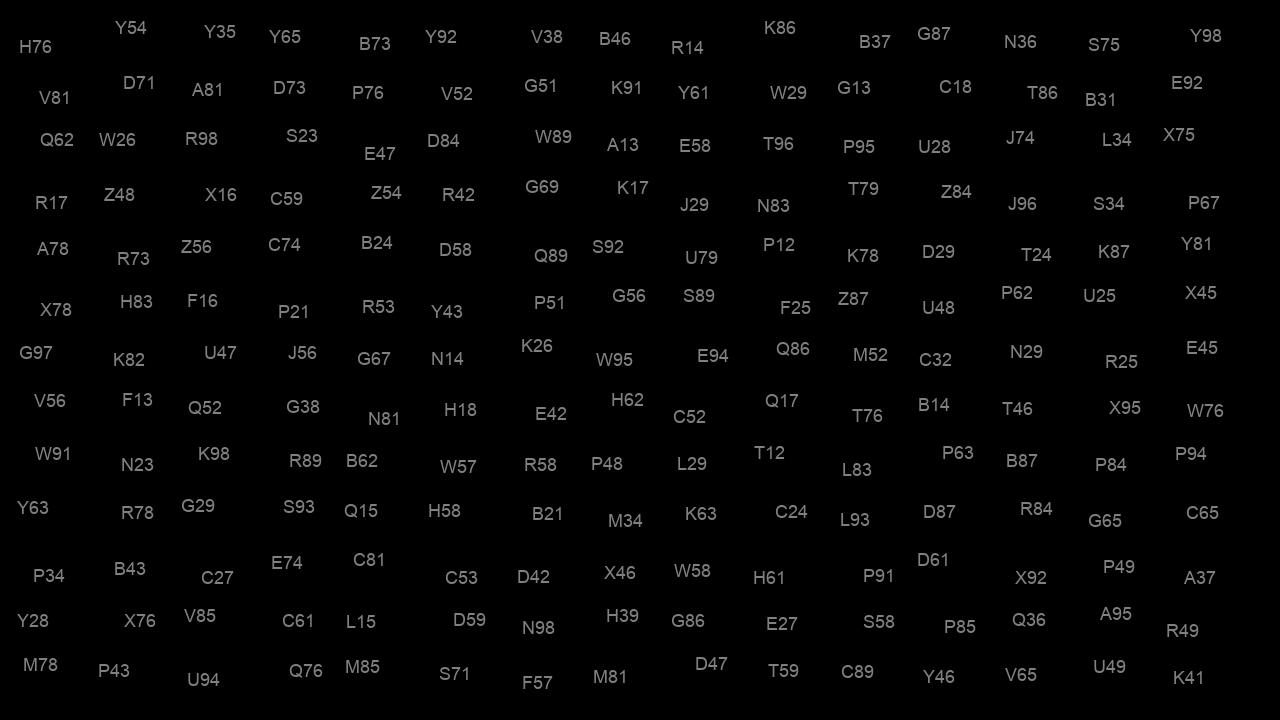 H76 Y54 Y35 Y65 B73 Y92 V38 B46 R14 K86 B37 G87 N36 S75 Y98
V81 D71 A81 D73 P76 V52 G51 K91 Y61 W29 G13 C18 T86 B31 E92
Q62 W26 R98 S23 E47 D84 W89 A13 E58 T96 P95 U28 J74 L34 X75
R17 Z48 X16 C59 Z54 R42 G69 K17 J29 N83 T79 Z84 J96 S34 P67
A78 R73 Z56 C74 B24 D58 Q89 S92 U79 P12 K78 D29 T24 K87 Y81
X78 H83 F16 P21 R53 Y43 P51 G56 S89 F25 Z87 U48 P62 U25 X45
G97 K82 U47 J56 G67 N14 K26 W95 E94 Q86 M52 C32 N29 R25 E45
V56 F13 Q52 G38 N81 H18 E42 H62 C52 Q17 T76 B14 T46 X95 W76
W91 N23 K98 R89 B62 W57 R58 P48 L29 T12 L83 P63 B87 P84 P94
Y63 R78 G29 S93 Q15 H58 B21 M34 K63 C24 L93 D87 R84 G65 C65
P34 B43 C27 E74 C81 C53 D42 X46 W58 H61 P91 D61 X92 P49 A37
Y28 X76 V85 C61 L15 D59 N98 H39 G86 E27 S58 P85 Q36 A95 R49
M78 P43 U94 Q76 M85 S71 F57 M81 D47 T59 C89 Y46 V65 U49 K41